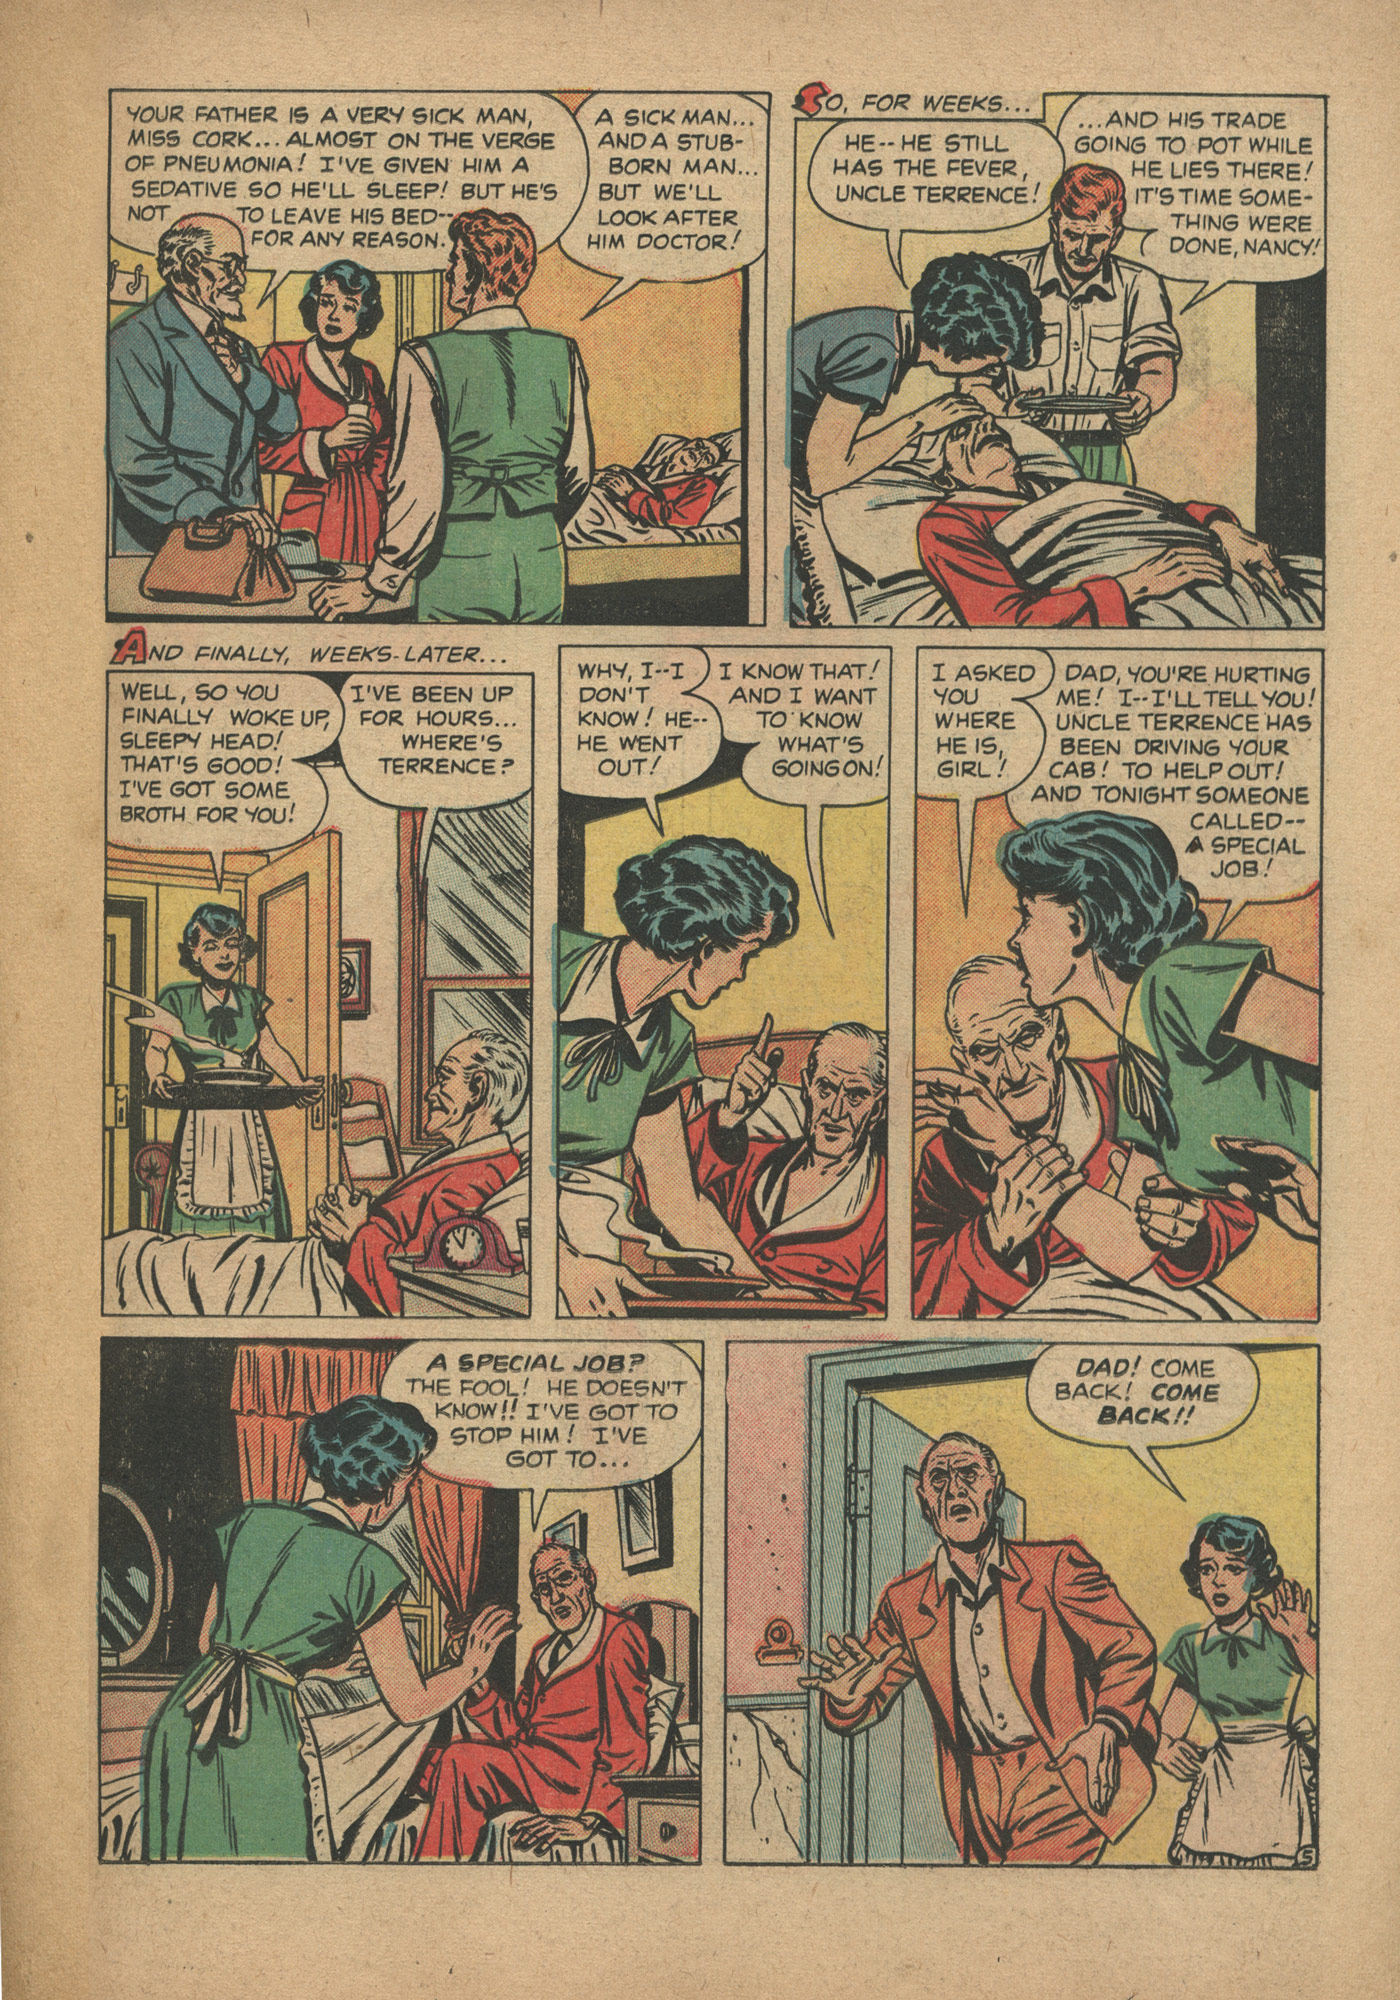 YOUR FATHER IS A VERY SICK MAN,
MISS CORK... ALMOST ON THE VERGE
OF PNEUMONIA! I'VE GIVEN HIM A
SEDATIVE SO HE'LL SLEEP! BUT HE'S
NOT TO LEAVE HIS BED--
FOR ANY REASON.
A SICK MAN...
AND A STUB-
BORN MAN...
BUT WE'LL
LOOK AFTER
HIM DOCTOR!
SO, FOR WEEKS...
HE--HE STILL
HAS THE FEVER,
UNCLE TERRENCE!
...AND HIS TRADE
GOING TO POT WHILE
HE LIES THERE!
IT'S TIME SOME-
THING WERE
DONE, NANCY!
AND FINALLY, WEEKS-LATER...
WELL, SO YOU
FINALLY WOKE UP,
SLEEPY HEAD!
THAT'S GOOD!
I'VE GOT SOME
BROTH FOR YOU!
I'VE BEEN UP
FOR HOURS...
WHERE'S
TERRENCE?
WHY, I--I
DON'T
KNOW! HE--
HE WENT
OUT!
I KNOW THAT!
AND I WANT
TO KNOW
WHAT'S
GOING ON!
I ASKED
YOU
WHERE
HE IS,
GIRL!
DAD, YOU'RE HURTING
ME! I--I'LL TELL YOU!
UNCLE TERRENCE HAS
BEEN DRIVING YOUR
CAB! TO HELP OUT!
AND TONIGHT SOMEONE
CALLED--
A SPECIAL
JOB!
A SPECIAL JOB?
THE FOOL! HE DOESN'T
KNOW!! I'VE GOT TO
STOP HIM! I'VE
GOT TO...
DAD! COME
BACK! COME
BACK!!
5